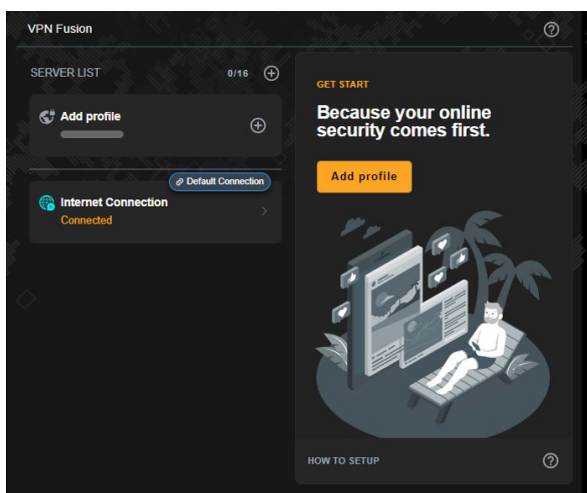 VPN Fusion
SERVER LIST
0/16
Add profile
Default Connection
Internet Connection
Connected
GET START
Because your online
security comes first.
Add profile
HOW TO SETUP